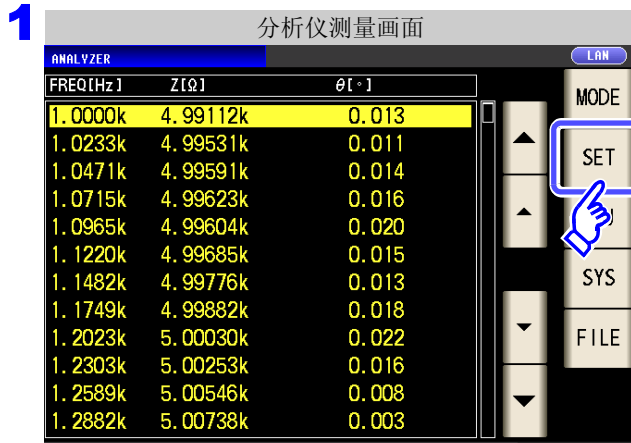 1
分析仪测量画面
ANALYZER
LAN
FREQ[Hz] Z[Ω] θ[°]
1.0000k 4.99112k 0.013
1.0233k 4.99531k 0.011
1.0471k 4.99591k 0.014
1.0715k 4.99623k 0.016
1.0965k 4.99604k 0.020
1.1220k 4.99685k 0.015
1.1482k 4.99776k 0.013
1.1749k 4.99882k 0.018
1.2023k 5.00030k 0.022
1.2303k 5.00253k 0.016
1.2589k 5.00546k 0.008
1.2882k 5.00738k 0.003
MODE
SET
SYS
FILE